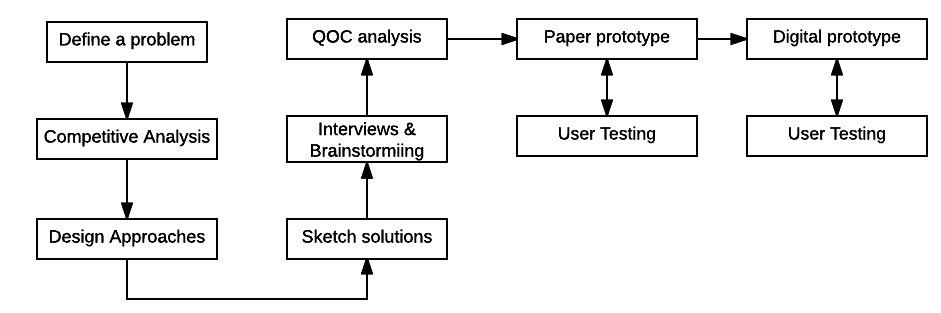 Define a problem
Competitive Analysis
Design Approaches
Sketch solutions
Interviews &
Brainstormiing
QOC analysis
Paper prototype
User Testing
Digital prototype
User Testing